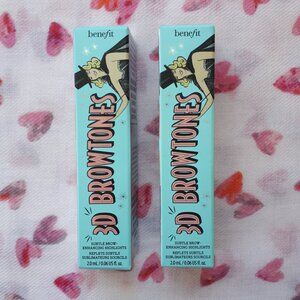 benefit
3D BROWTONES
SUBTLE BROW-
ENHANCING HIGHLIGHTS
REFLETS SUBTILS
SUBLIMATEURS SOURCILS
2.0 mL / 0.06 US fl. oz.
benefit
3D BROWTONES
SUBTLE BROW-
ENHANCING HIGHLIGHTS
REFLETS SUBTILS
SUBLIMATEURS SOURCILS
2.0 mL / 0.06 US fl. oz.